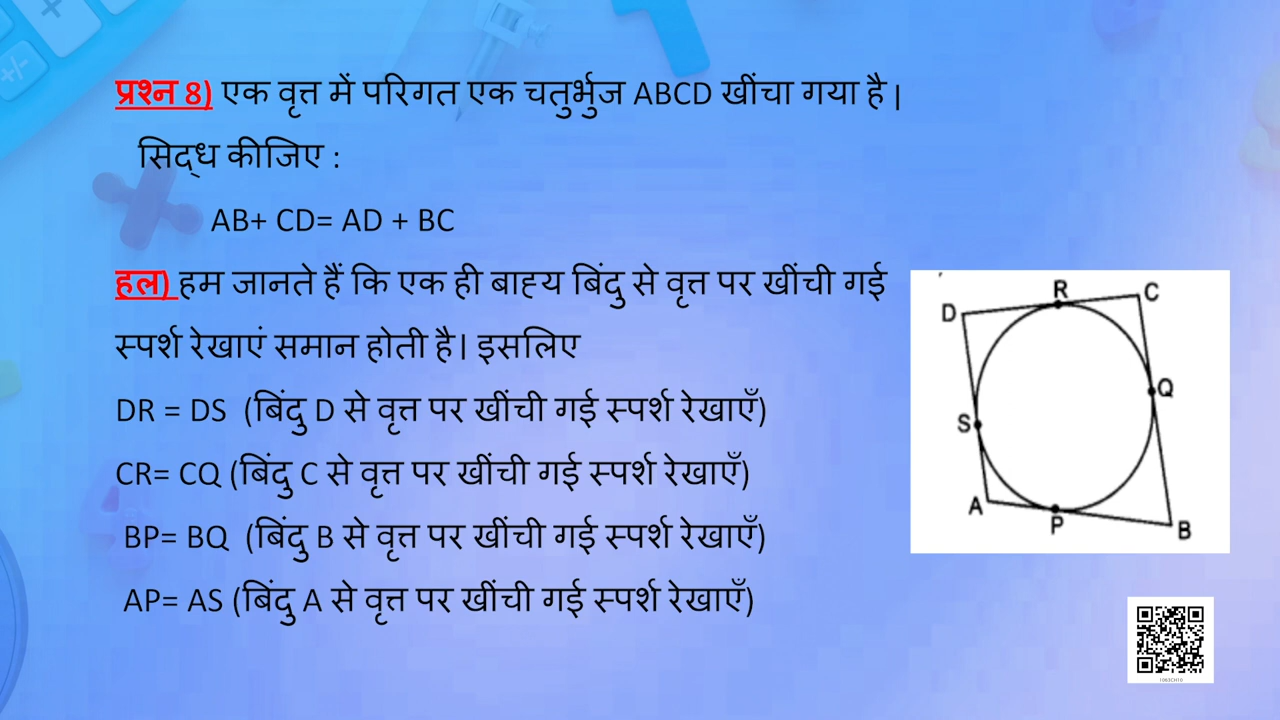 प्रश्न 8) एक वृत्त में परिगत एक चतुर्भुज ABCD खींचा गया है।
सिद्ध कीजिए :
AB+ CD= AD + BC
हल) हम जानते हैं कि एक ही बाह्य बिंदु से वृत्त पर खींची गई
स्पर्श रेखाएं समान होती है। इसलिए
DR = DS (बिंदु D से वृत्त पर खींची गई स्पर्श रेखाएँ)
CR= CQ (बिंदु C से वृत्त पर खींची गई स्पर्श रेखाएँ)
BP= BQ (बिंदु B से वृत्त पर खींची गई स्पर्श रेखाएँ)
AP= AS (बिंदु A से वृत्त पर खींची गई स्पर्श रेखाएँ)
D R C
Q
S
A P B
1063CH10